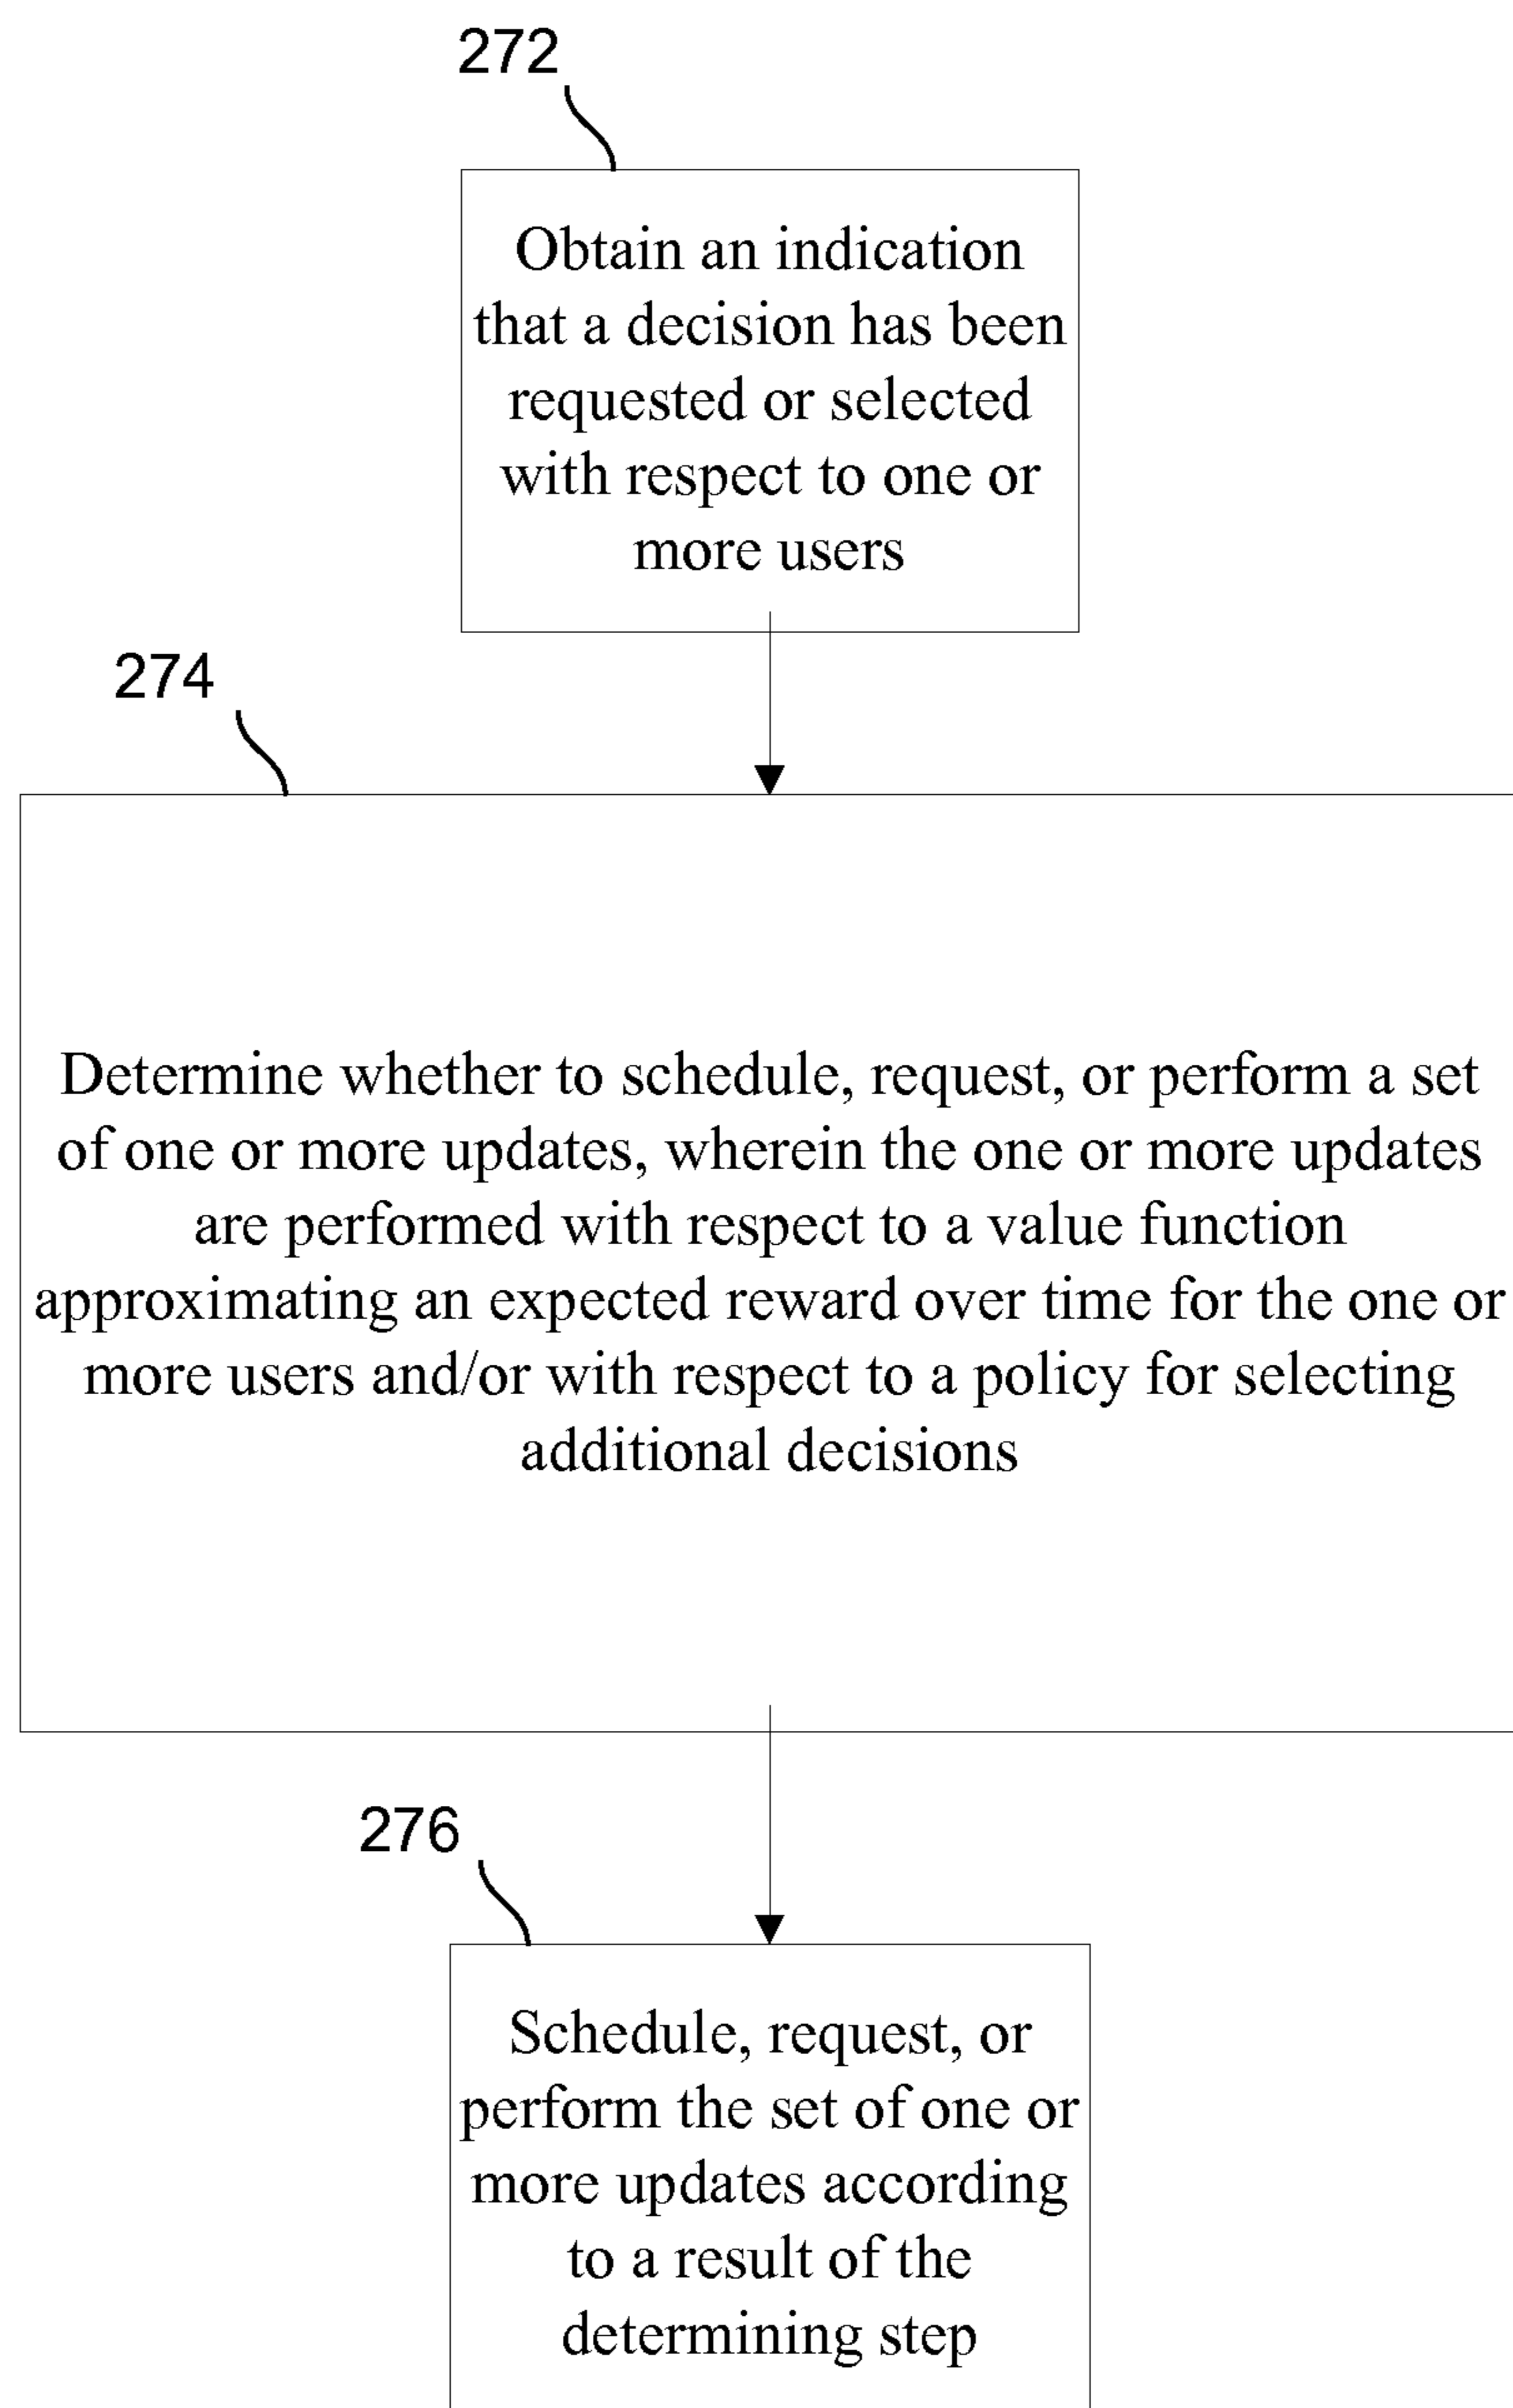 272
Obtain an indication
that a decision has been
requested or selected
with respect to one or
more users
274
Determine whether to schedule, request, or perform a set
of one or more updates, wherein the one or more updates
are performed with respect to a value function
approximating an expected reward over time for the one or
more users and/or with respect to a policy for selecting
additional decisions
276
Schedule, request, or
perform the set of one or
more updates according
to a result of the
determining step